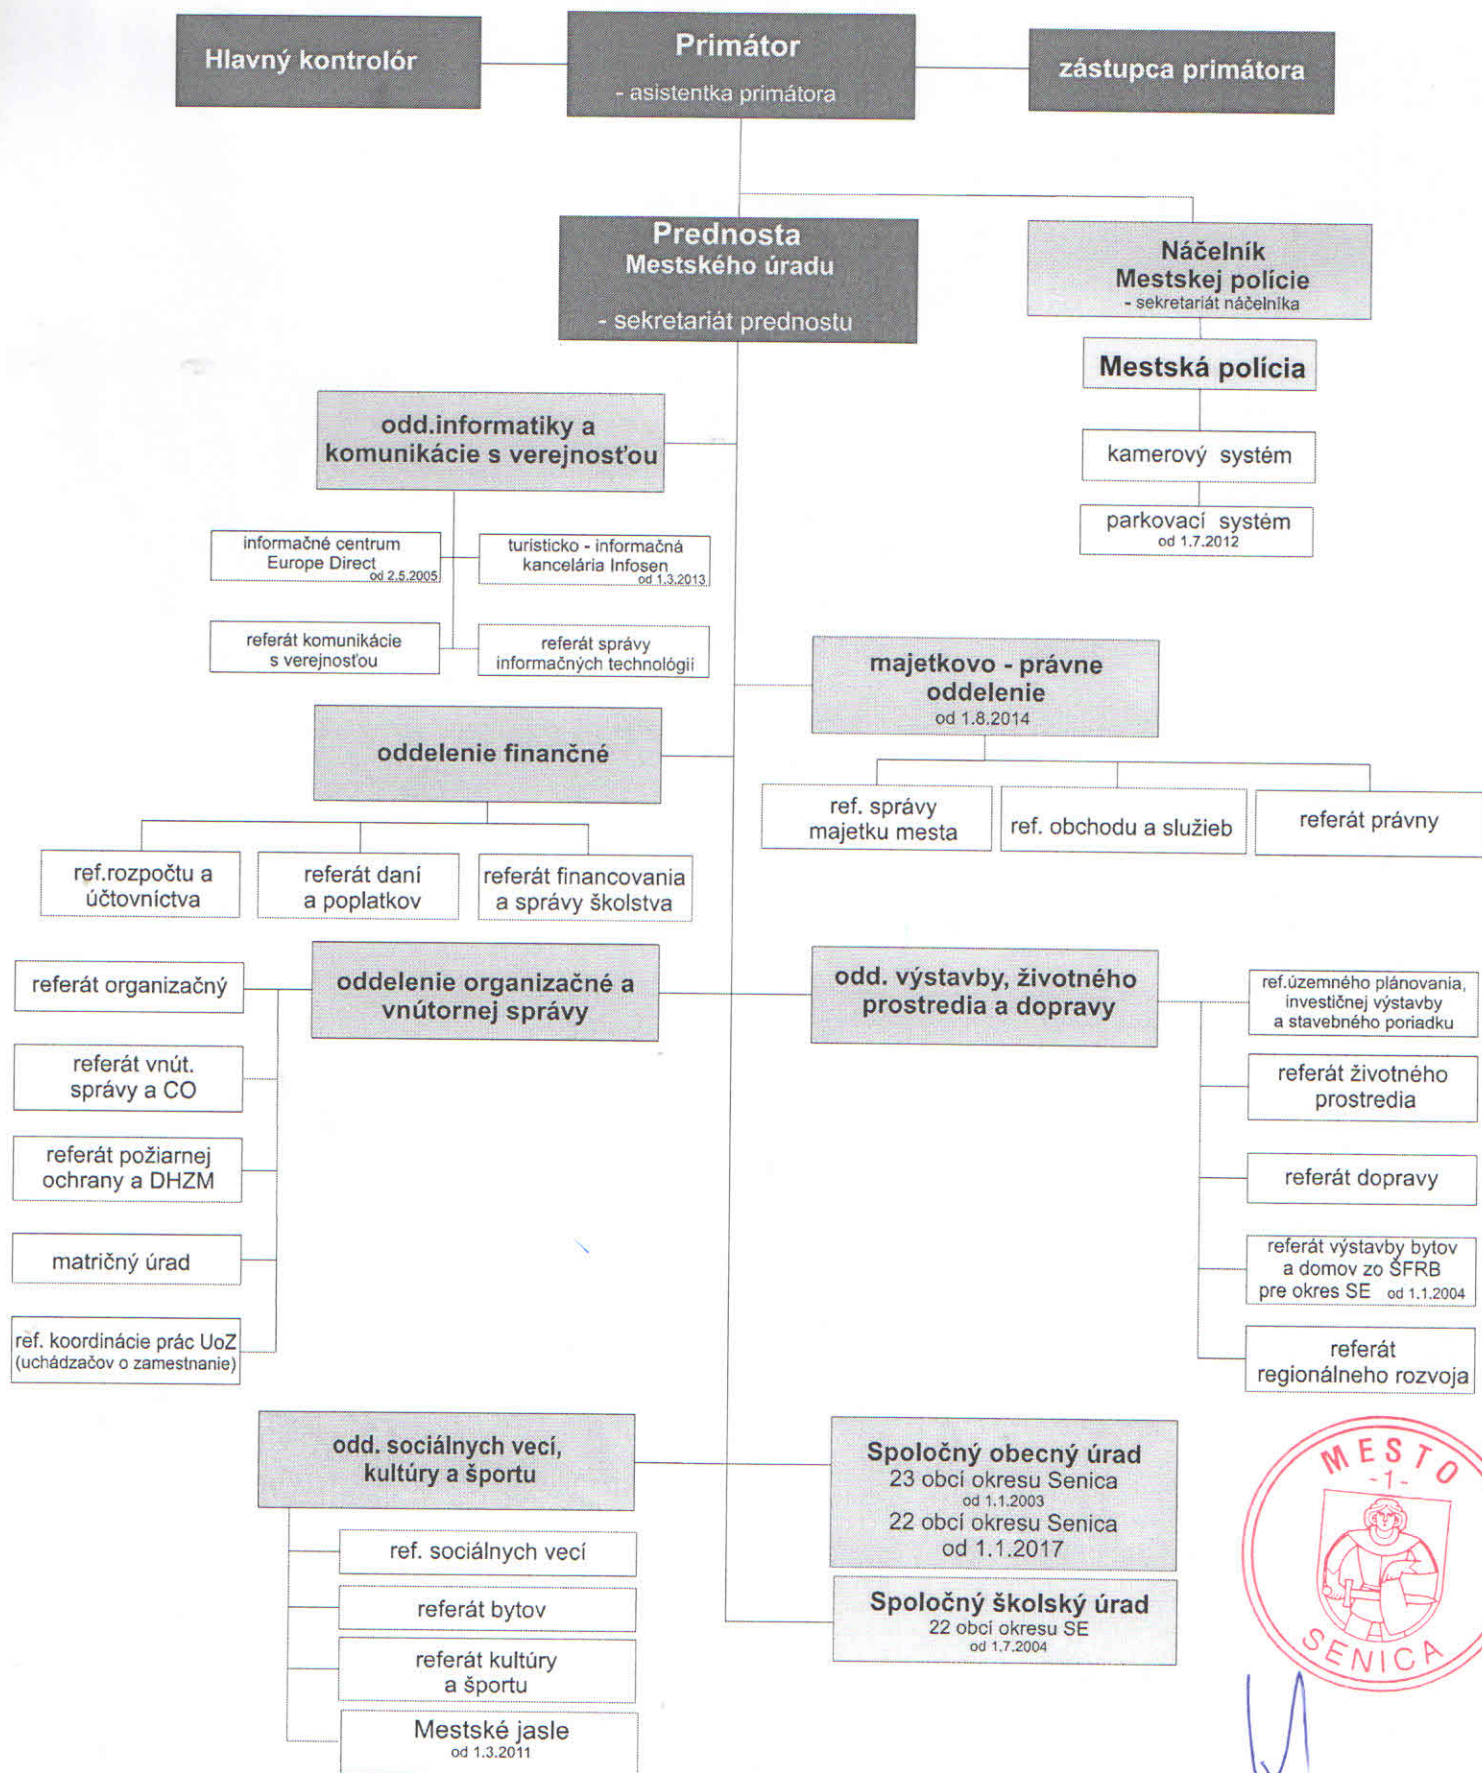 Hlavný kontrolór
Primátor
- asistentka primátora
zástupca primátora
Prednosta
Mestského úradu
- sekretariát prednostu
Náčelník
Mestskej polície
- sekretariát náčelníka
Mestská polícia
kamerový systém
parkovací systém
od 1.7.2012
odd.informatiky a
komunikácie s verejnosťou
informačné centrum
Europe Direct
od 2.5.2005
turisticko - informačná
kancelária Infosen
od 1.3.2013
referát komunikácie
s verejnosťou
referát správy
informačných technológií
majetkovo - právne
oddelenie
od 1.8.2014
ref. správy
majetku mesta
ref. obchodu a služieb
referát právny
oddelenie finančné
ref.rozpočtu a
účtovníctva
referát daní
a poplatkov
referát financovania
a správy školstva
oddelenie organizačné a
vnútornej správy
referát organizačný
referát vnút.
správy a CO
referát požiarnej
ochrany a DHZM
matričný úrad
ref. koordinácie prác UoZ
(uchádzačov o zamestnanie)
odd. výstavby, životného
prostredia a dopravy
ref.územného plánovania,
investičnej výstavby
a stavebného poriadku
referát životného
prostredia
referát dopravy
referát výstavby bytov
a domov zo ŠFRB
pre okres SE od 1.1.2004
referát
regionálneho rozvoja
odd. sociálnych vecí,
kultúry a športu
ref. sociálnych vecí
referát bytov
referát kultúry
a športu
Mestské jasle
od 1.3.2011
Spoločný obecný úrad
23 obcí okresu Senica
od 1.1.2003
22 obcí okresu Senica
od 1.1.2017
Spoločný školský úrad
22 obcí okresu SE
od 1.7.2004
MESTO
-1-
SENICA